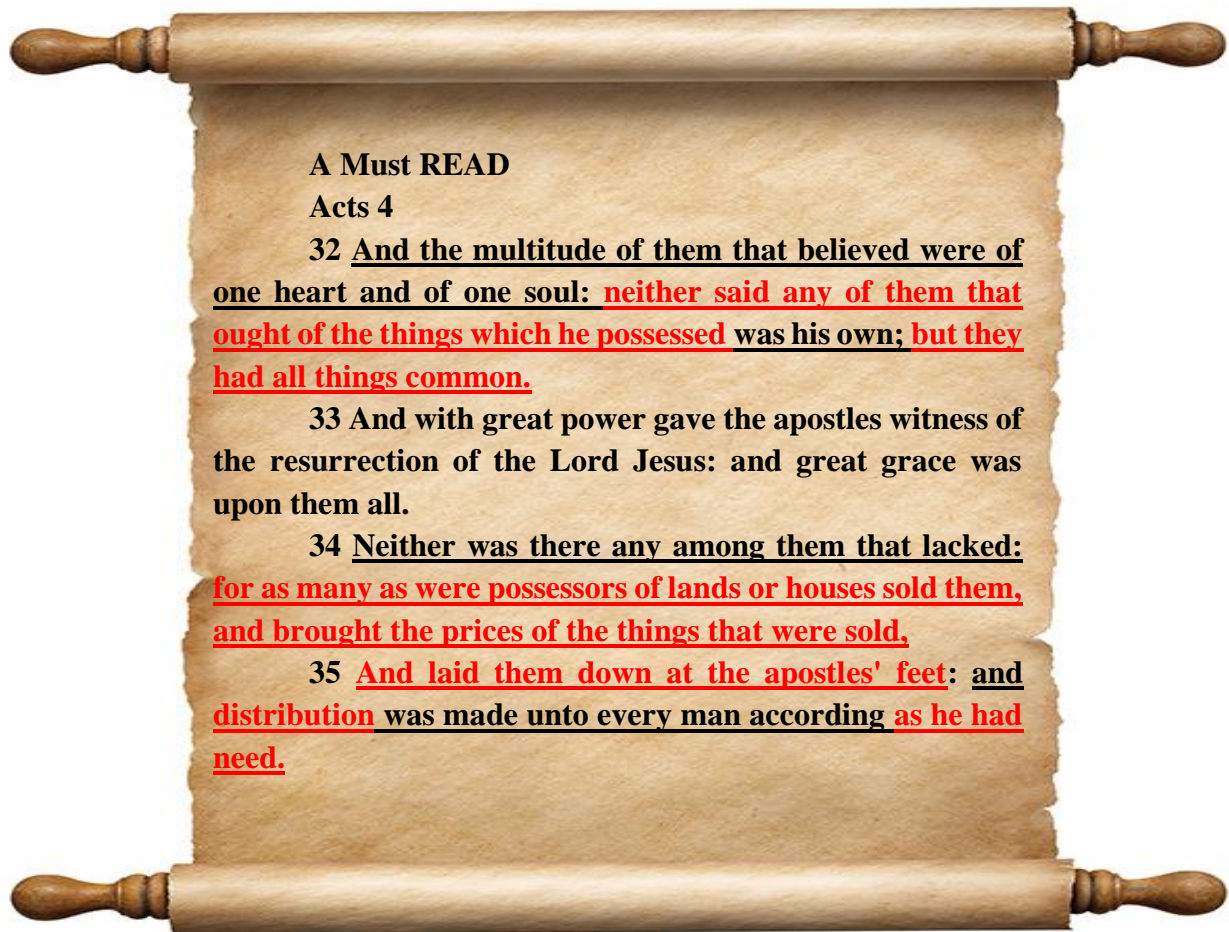 A Must READ
Acts 4
32 And the multitude of them that believed were of
one heart and of one soul: neither said any of them that
ought of the things which he possessed was his own; but they
had all things common.
33 And with great power gave the apostles witness of
the resurrection of the Lord Jesus: and great grace was
upon them all.
34 Neither was there any among them that lacked:
for as many as were possessors of lands or houses sold them,
and brought the prices of the things that were sold,
35 And laid them down at the apostles' feet: and
distribution was made unto every man according as he had
need.